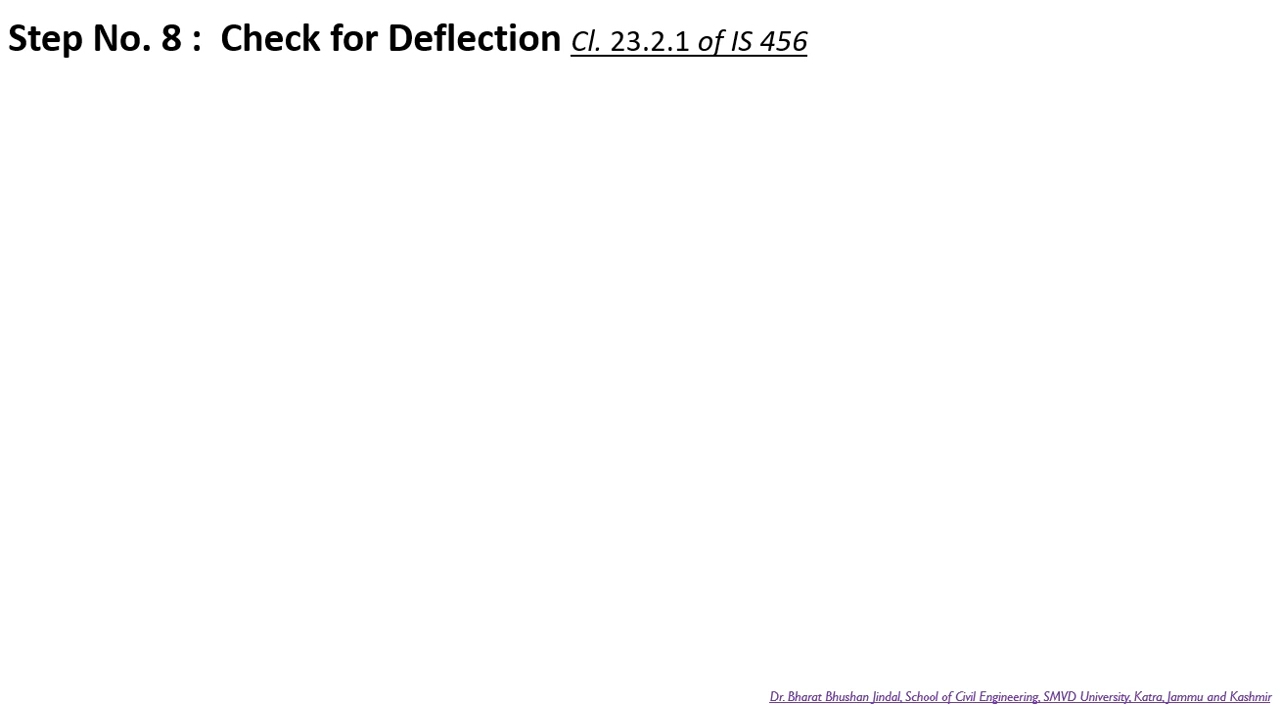 Step No. 8 :  Check for Deflection Cl. 23.2.1 of IS 456
Dr. Bharat Bhushan Jindal, School of Civil Engineering, SMVD University, Katra, Jammu and Kashmir